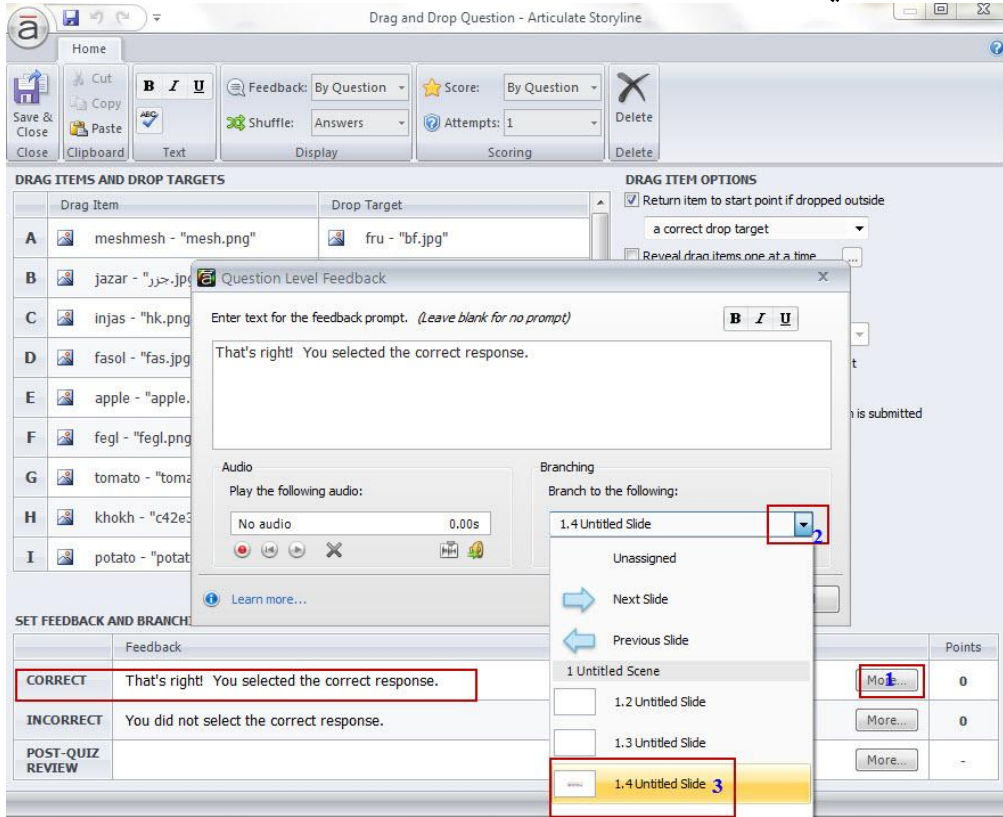 Drag and Drop Question - Articulate Storyline
Home
Save & Close
Cut
Copy
Paste
B I U
ABC
Feedback: By Question
Shuffle: Answers
Score: By Question
Attempts: 1
Delete
Close Clipboard Text Display Scoring Delete
DRAG ITEMS AND DROP TARGETS
Drag Item Drop Target
A meshmesh - "mesh.png" fru - "bf.jpg"
B jazar - "جزر.jpg
C injas - "hk.png
D fasol - "fas.jpg
E apple - "apple.
F fegl - "fegl.png
G tomato - "toma
H khokh - "c42e3
I potato - "potat
DRAG ITEM OPTIONS
Return item to start point if dropped outside
a correct drop target
Reveal drag items one at a time ...
t
is submitted
Question Level Feedback X
Enter text for the feedback prompt. (Leave blank for no prompt) B I U
That's right! You selected the correct response.
Audio
Play the following audio:
No audio 0.00s
Branching
Branch to the following:
1.4 Untitled Slide
2
Unassigned
Next Slide
Previous Slide
1 Untitled Scene
1.2 Untitled Slide
1.3 Untitled Slide
1.4 Untitled Slide 3
Learn more...
SET FEEDBACK AND BRANCH
Feedback Points
CORRECT That's right! You selected the correct response. More... 1 0
INCORRECT You did not select the correct response. More... 0
POST-QUIZ REVIEW More... -